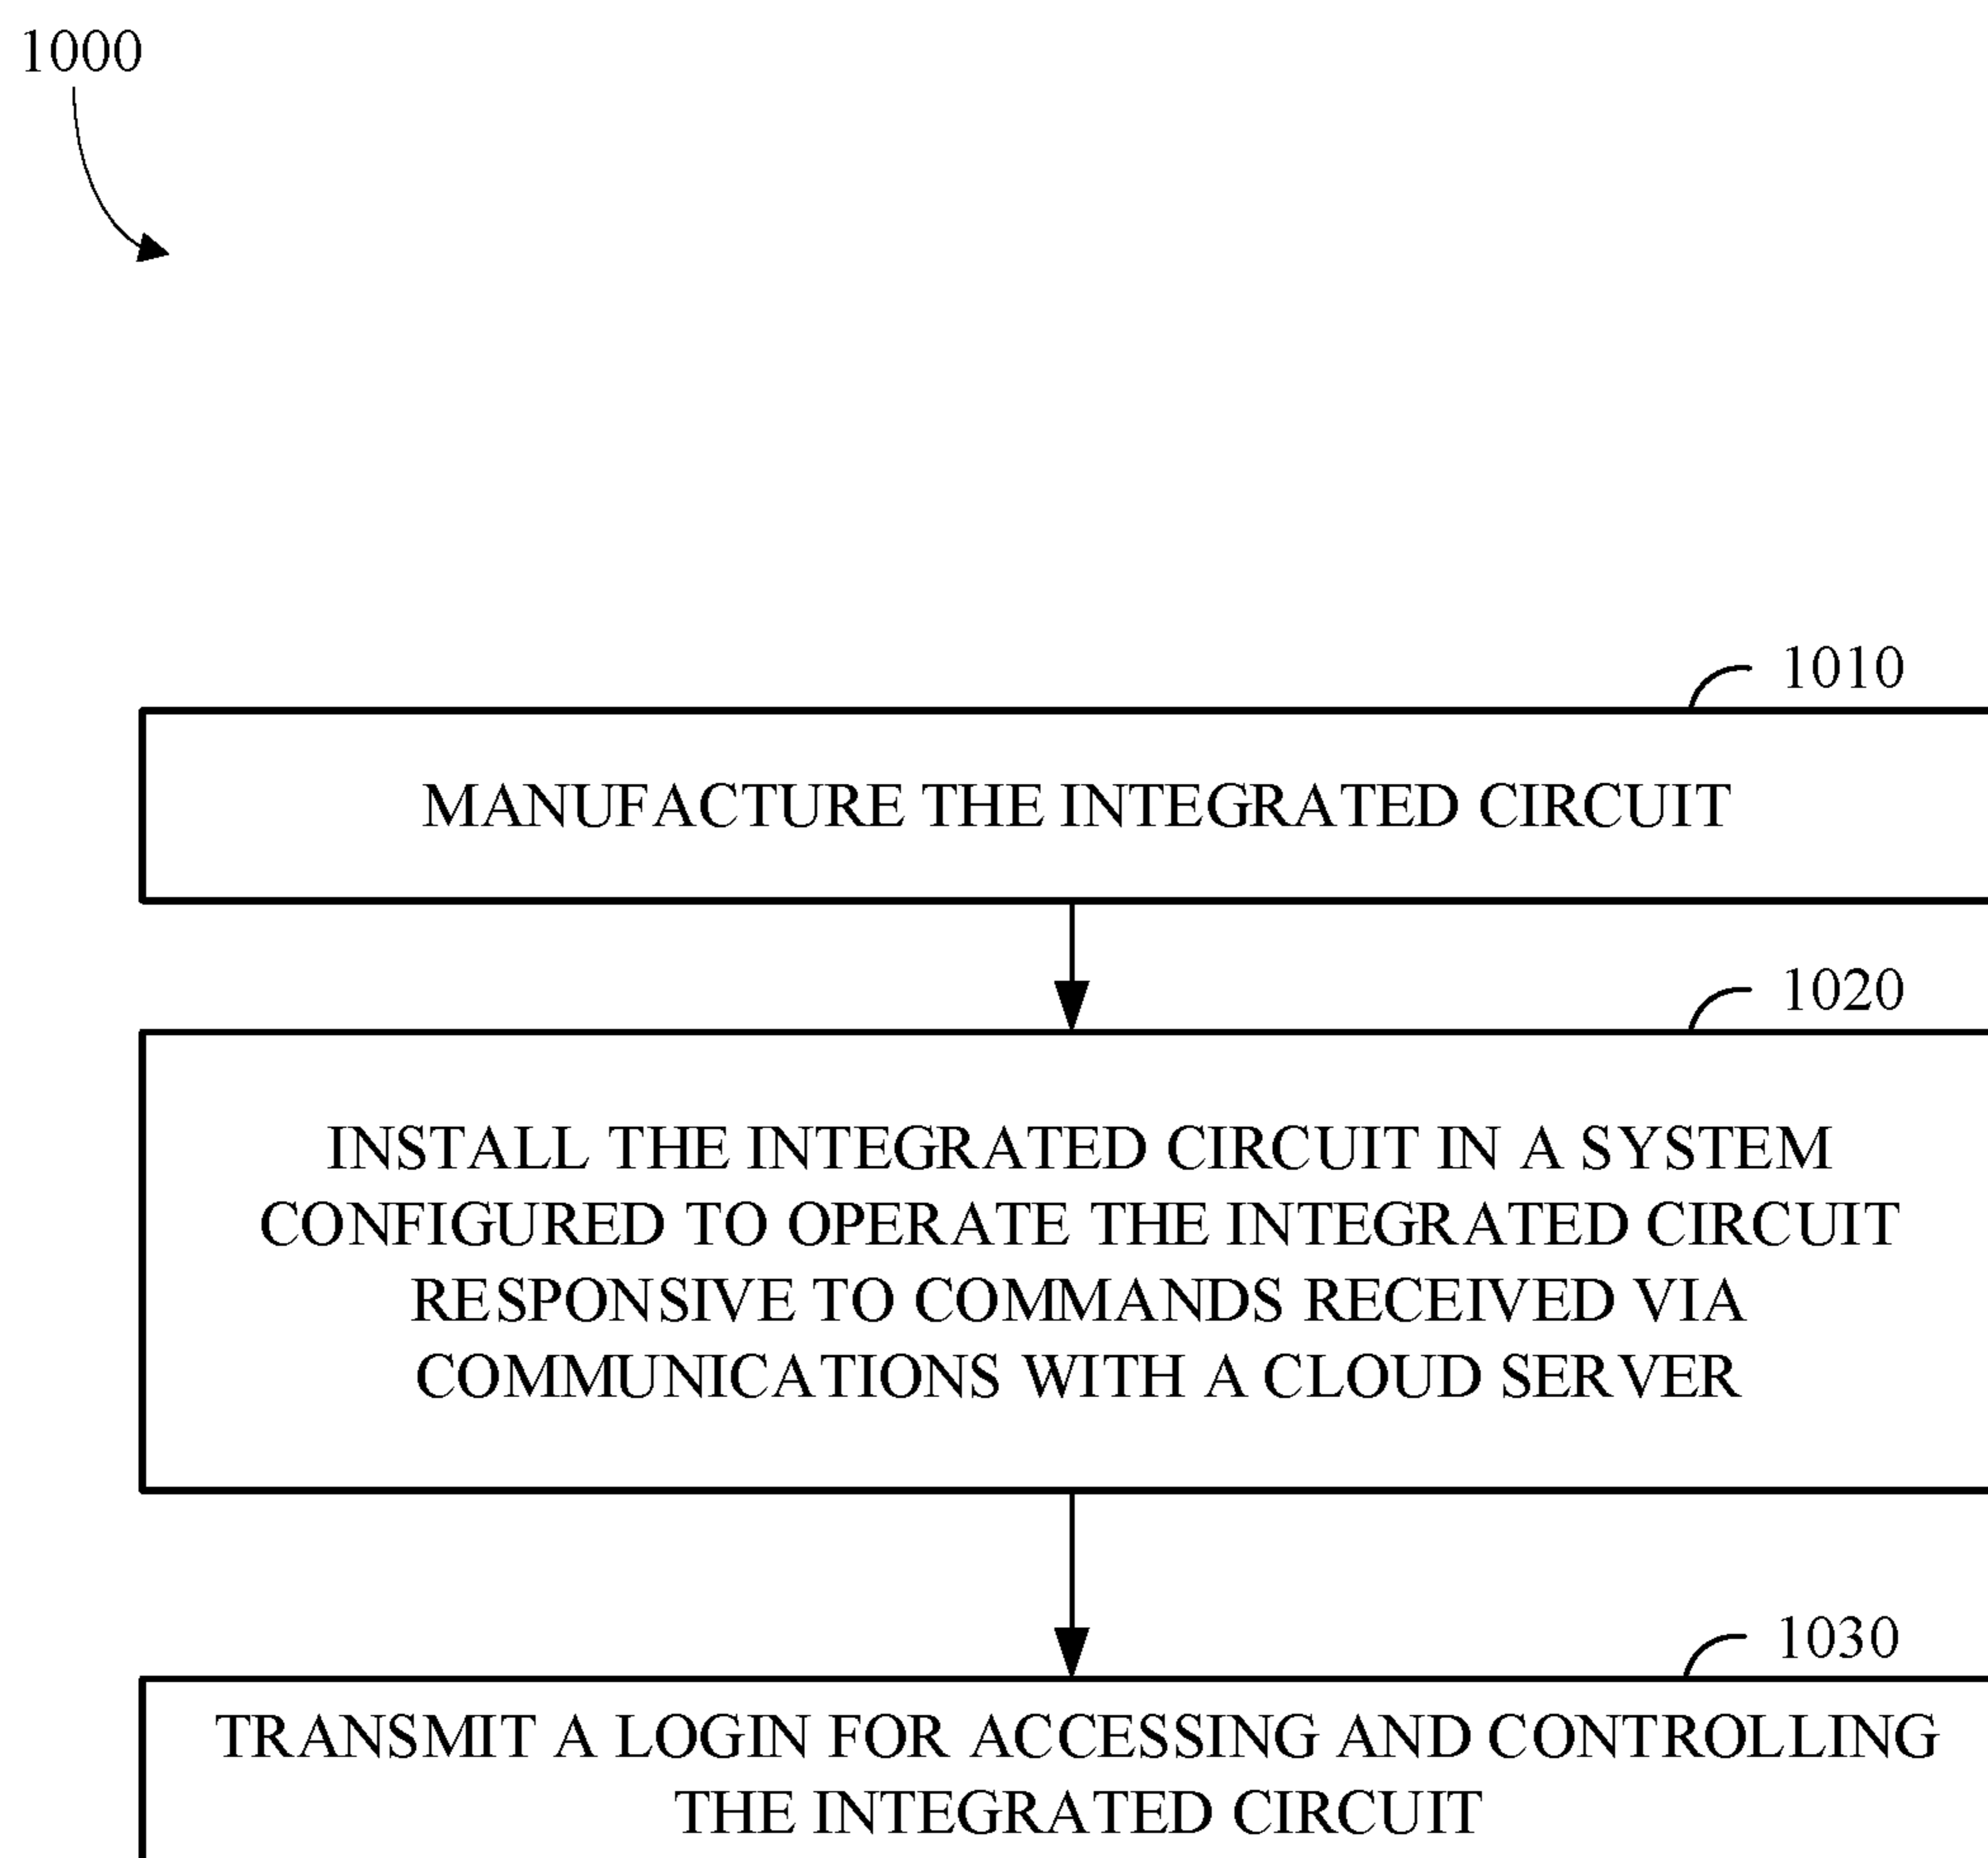 1000
1010
MANUFACTURE THE INTEGRATED CIRCUIT
1020
INSTALL THE INTEGRATED CIRCUIT IN A SYSTEM
CONFIGURED TO OPERATE THE INTEGRATED CIRCUIT
RESPONSIVE TO COMMANDS RECEIVED VIA
COMMUNICATIONS WITH A CLOUD SERVER
1030
TRANSMIT A LOGIN FOR ACCESSING AND CONTROLLING
THE INTEGRATED CIRCUIT